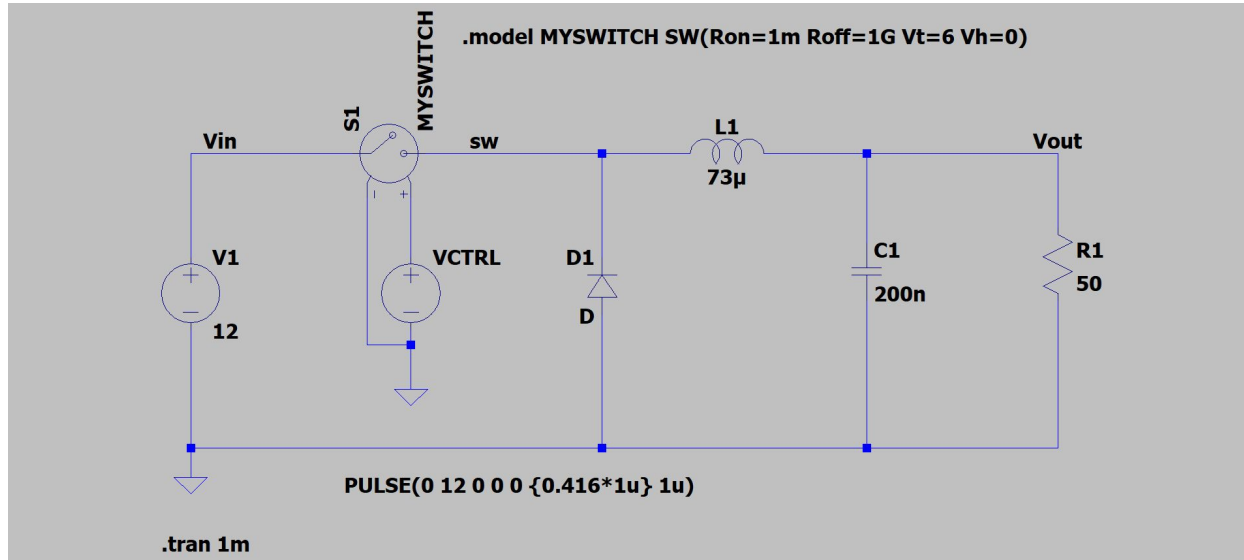 .model MYSWITCH SW(Ron=1m Roff=1G Vt=6 Vh=0)
MYSWITCH
S1
Vin
sw
L1
73µ
Vout
V1
12
VCTRL
D1
D
C1
200n
R1
50
PULSE(0 12 0 0 0 {0.416*1u} 1u)
.tran 1m